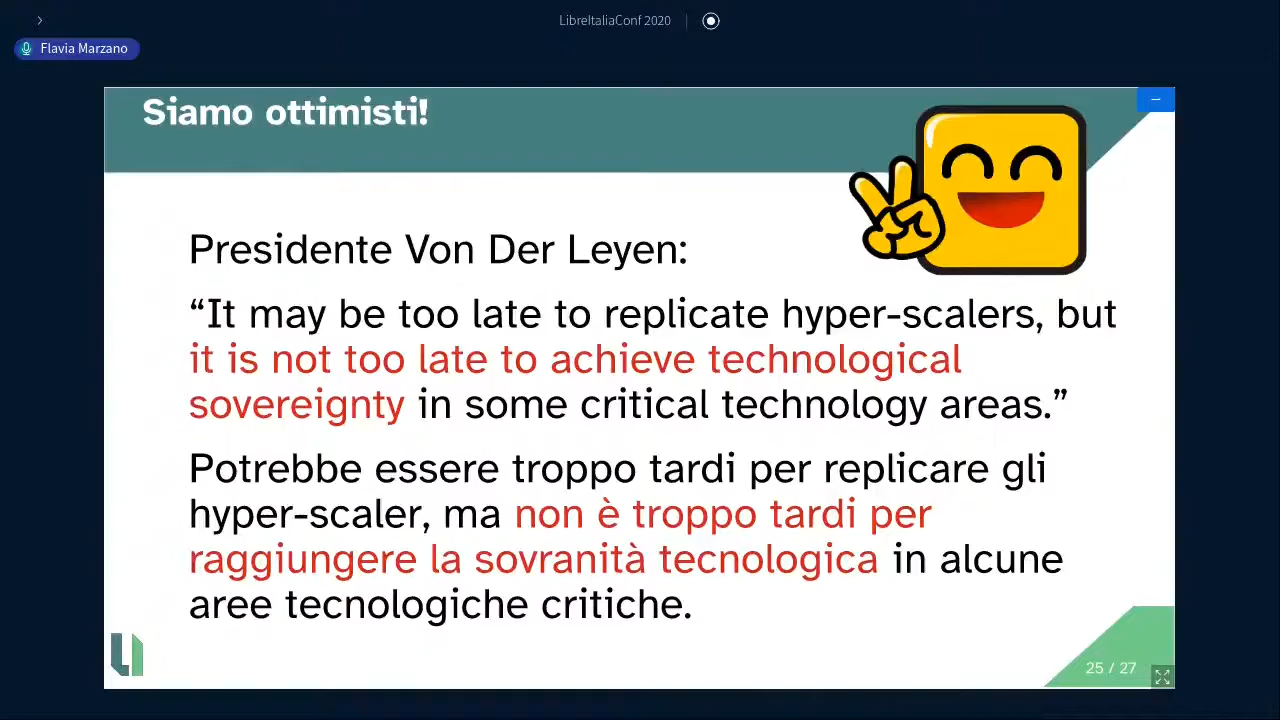 LibreItaliaConf 2020
Flavia Marzano
Siamo ottimisti!
Presidente Von Der Leyen:
“It may be too late to replicate hyper-scalers, but
it is not too late to achieve technological
sovereignty in some critical technology areas.”
Potrebbe essere troppo tardi per replicare gli
hyper-scaler, ma non è troppo tardi per
raggiungere la sovranità tecnologica in alcune
aree tecnologiche critiche.
25 / 27